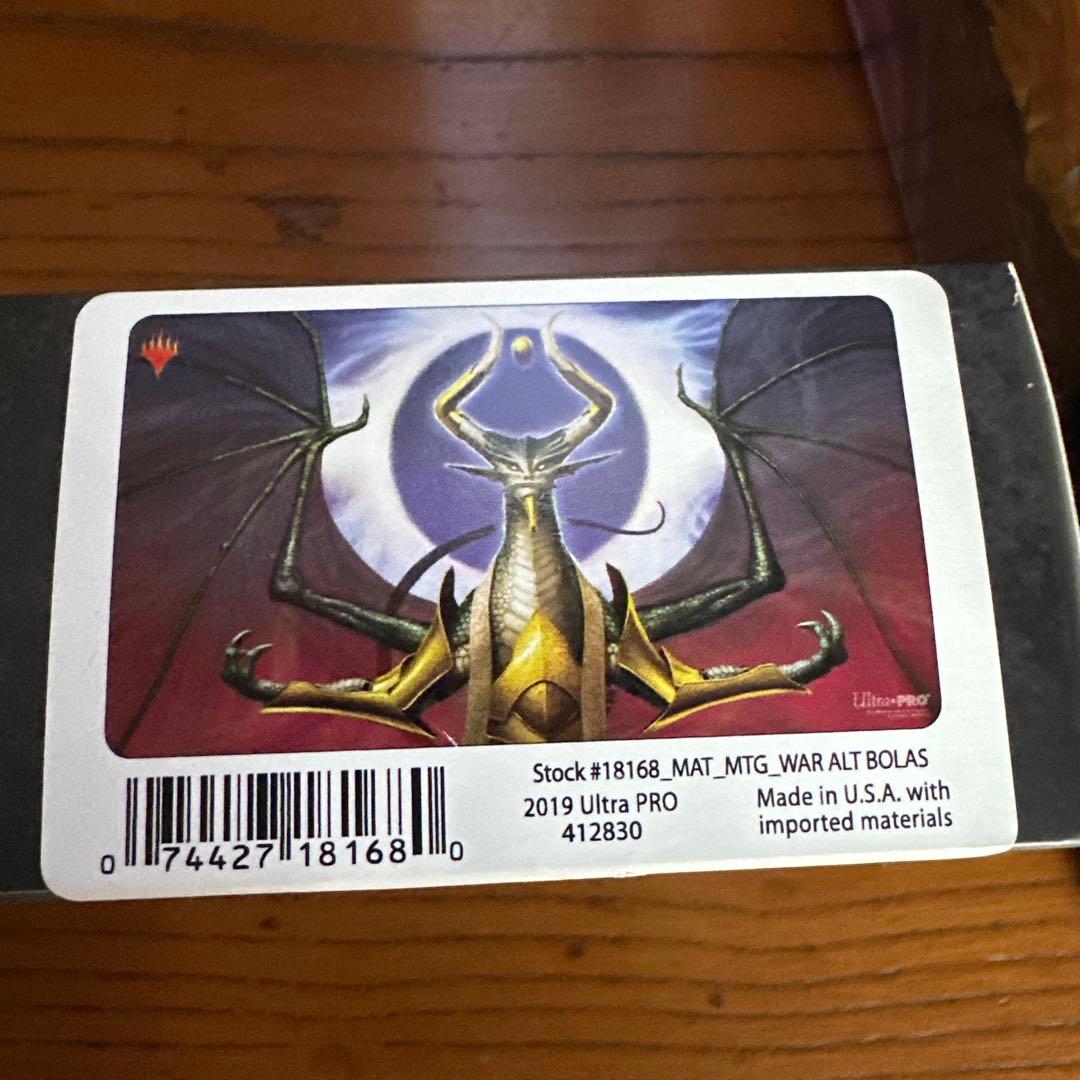 Ultra•PRO
Stock #18168_MAT_MTG_WAR ALT BOLAS
2019 Ultra PRO
412830
Made in U.S.A. with
imported materials
0 74427 18168 0